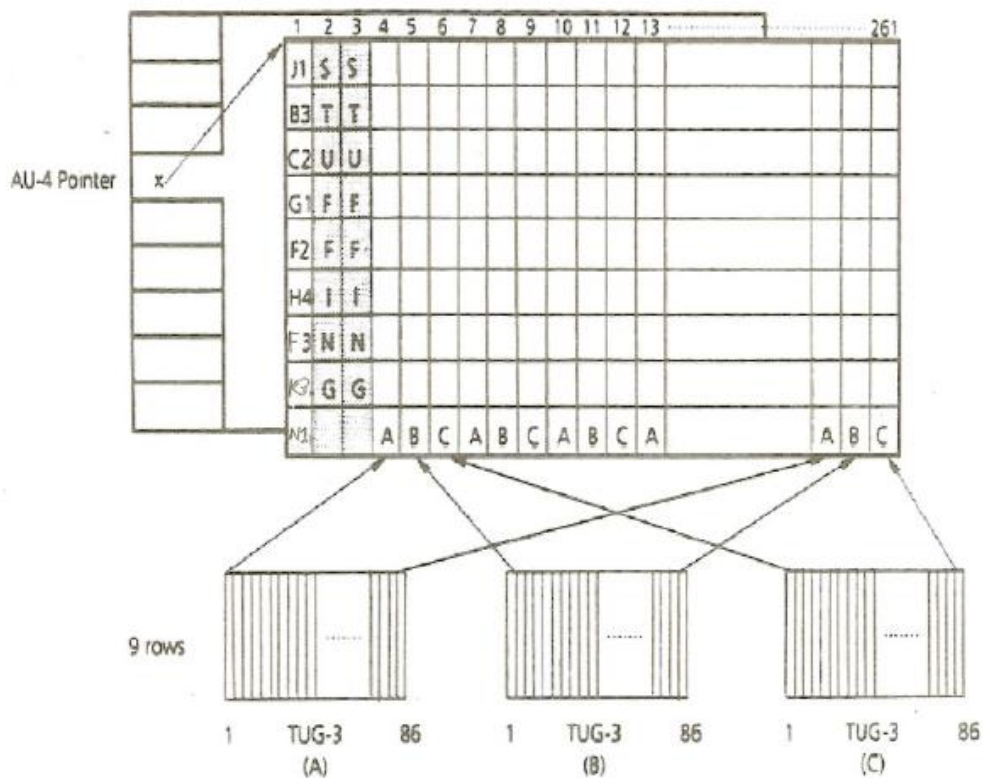 1 2 3 4 5 6 7 8 9 10 11 12 13 261
J1 S S
B3 T T
C2 U U
AU-4 Pointer x
G1 F F
F2 F F
H4 I I
F3 N N
K3 G G
N1 A B C A B C A B C A A B C
9 rows
1 TUG-3 86 1 TUG-3 86 1 TUG-3 86
(A) (B) (C)